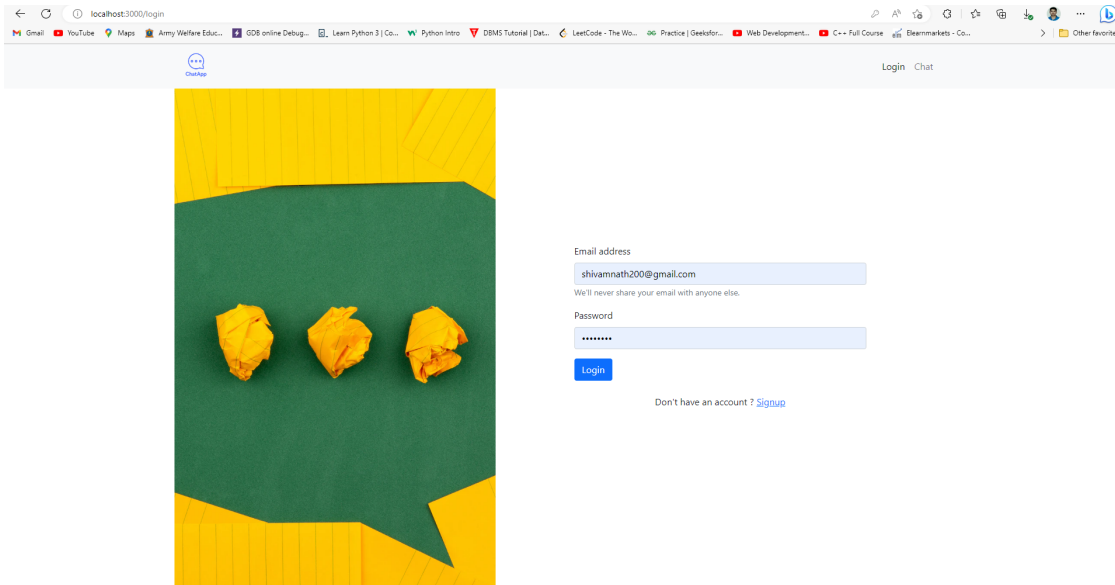 localhost:3000/login
Gmail YouTube Maps Army Welfare Educ... GDB online Debug... Learn Python 3 | Co... Python Intro DBMS Tutorial | Dat... LeetCode - The Wo... Practice | Geeksfor... Web Development... C++ Full Course Elearnmarkets - Co... Other favorite
ChatApp
Login Chat
Email address
shivamnath200@gmail.com
We'll never share your email with anyone else.
Password
••••••••
Login
Don't have an account ? Signup